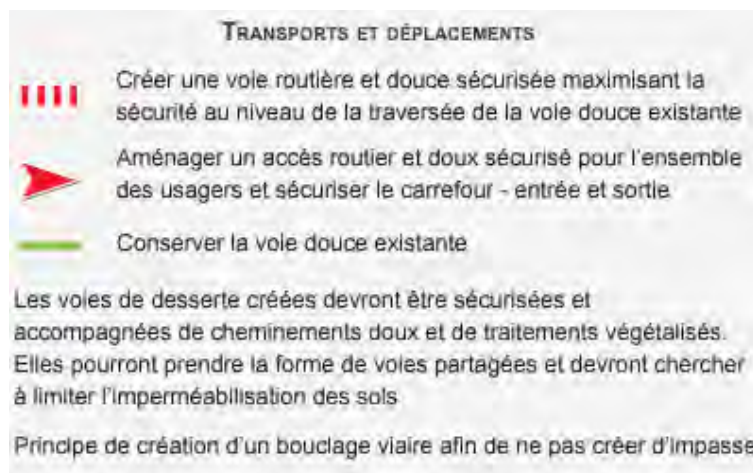 TRANSPORTS ET DÉPLACEMENTS
Créer une voie routière et douce sécurisée maximisant la
sécurité au niveau de la traversée de la voie douce existante
Aménager un accès routier et doux sécurisé pour l'ensemble
des usagers et sécuriser le carrefour - entrée et sortie
Conserver la voie douce existante
Les voies de desserte créées devront être sécurisées et
accompagnées de cheminements doux et de traitements végétalisés.
Elles pourront prendre la forme de voies partagées et devront chercher
à limiter l'imperméabilisation des sols
Principe de création d'un bouclage viaire afin de ne pas créer d'impasse